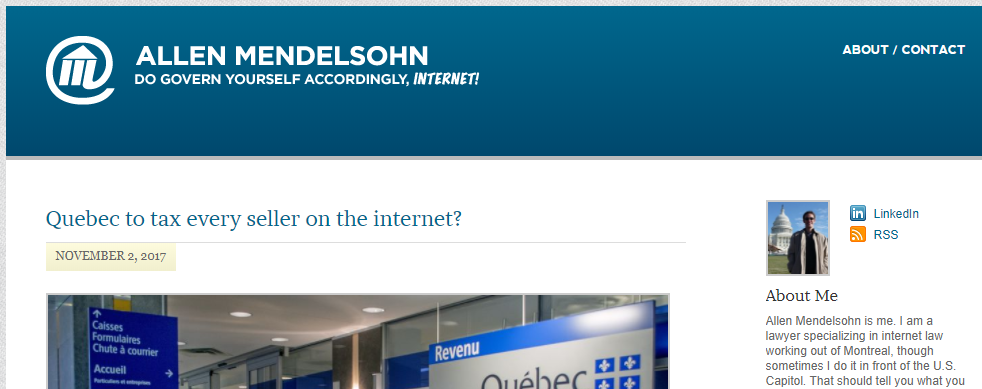 ALLEN MENDELSOHN
DO GOVERN YOURSELF ACCORDINGLY, INTERNET!
ABOUT / CONTACT
Quebec to tax every seller on the internet?
NOVEMBER 2, 2017
Caisses
Formulaires
Chute à courrier
Accueil
Particuliers et entreprises
Revenu
Québec
LinkedIn
RSS
About Me
Allen Mendelsohn is me. I am a
lawyer specializing in internet law
working out of Montreal, though
sometimes I do it in front of the U.S.
Capitol. That should tell you what you